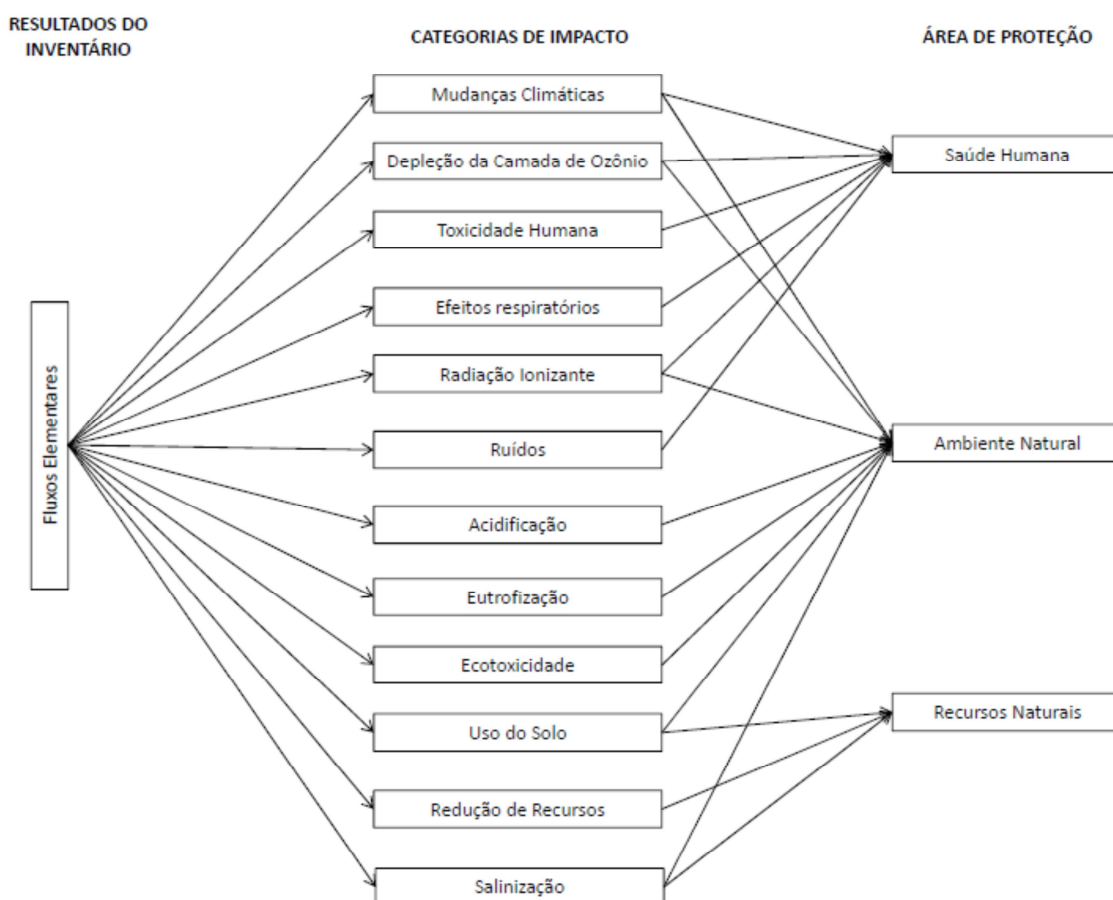 RESULTADOS DO
INVENTÁRIO
CATEGORIAS DE IMPACTO
ÁREA DE PROTEÇÃO
Fluxos Elementares
Mudanças Climáticas
Depleção da Camada de Ozônio
Toxicidade Humana
Efeitos respiratórios
Radiação Ionizante
Ruídos
Acidificação
Eutrofização
Ecotoxicidade
Uso do Solo
Redução de Recursos
Salinização
Saúde Humana
Ambiente Natural
Recursos Naturais